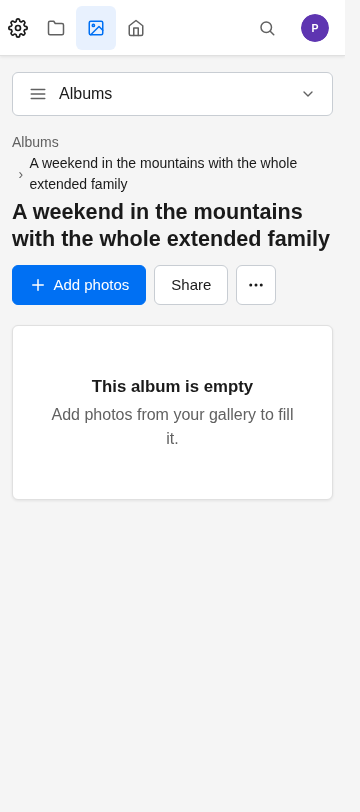 P
Albums
Albums
› A weekend in the mountains with the whole
extended family
A weekend in the mountains
with the whole extended family
Add photos
Share
This album is empty
Add photos from your gallery to fill
it.